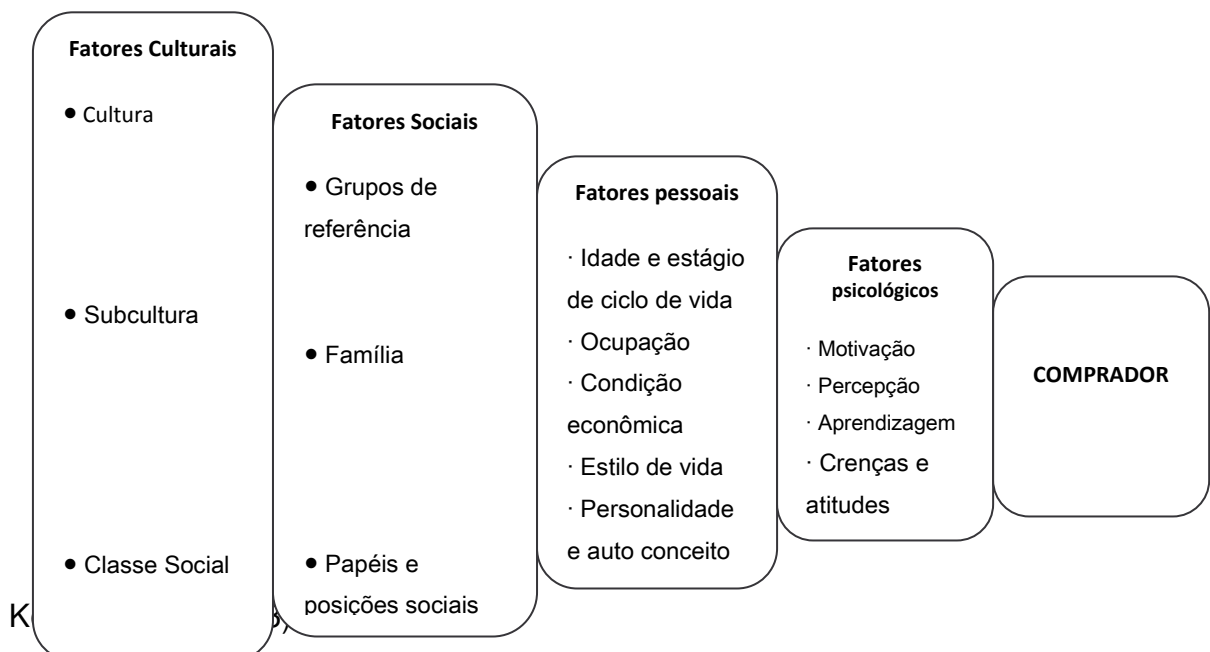 Fatores Culturais
• Cultura
• Subcultura
• Classe Social
Fatores Sociais
• Grupos de
referência
• Família
• Papéis e
posições sociais
Fatores pessoais
· Idade e estágio
de ciclo de vida
· Ocupação
· Condição
econômica
· Estilo de vida
· Personalidade
e auto conceito
Fatores
psicológicos
· Motivação
· Percepção
· Aprendizagem
· Crenças e
atitudes
COMPRADOR